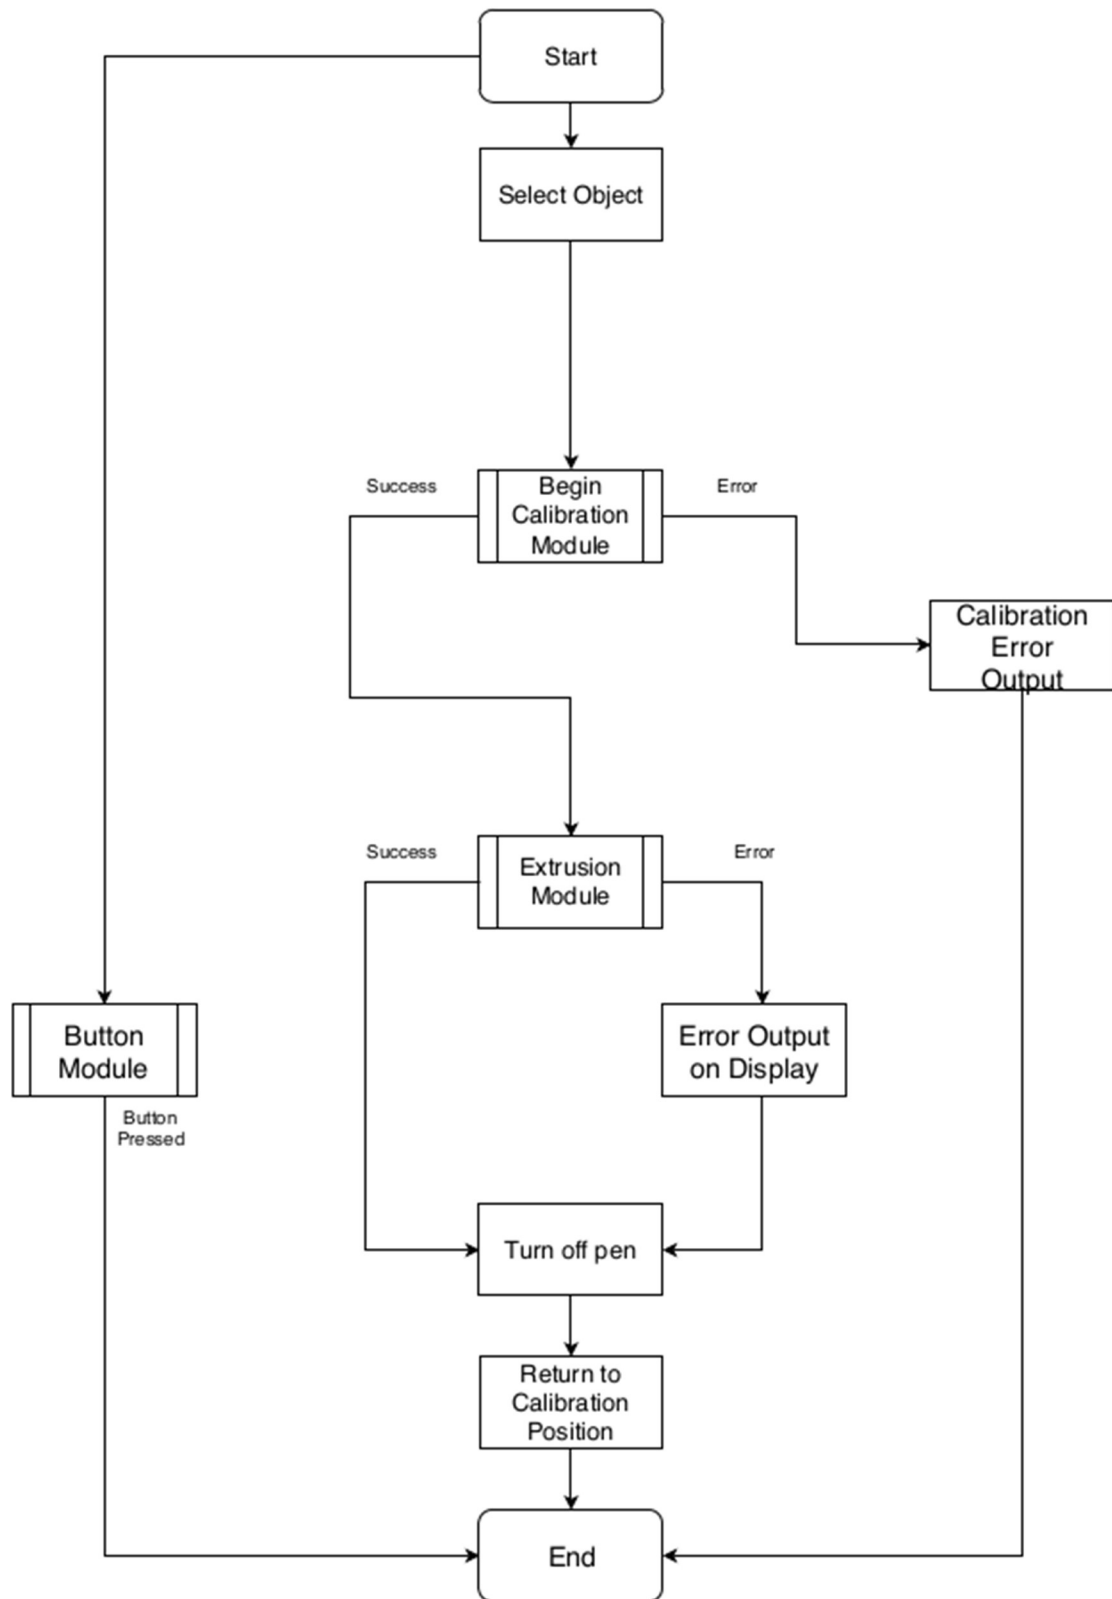 Start
Select Object
Success
Begin
Calibration
Module
Error
Calibration
Error
Output
Success
Extrusion
Module
Error
Button
Module
Error Output
on Display
Button
Pressed
Turn off pen
Return to
Calibration
Position
End